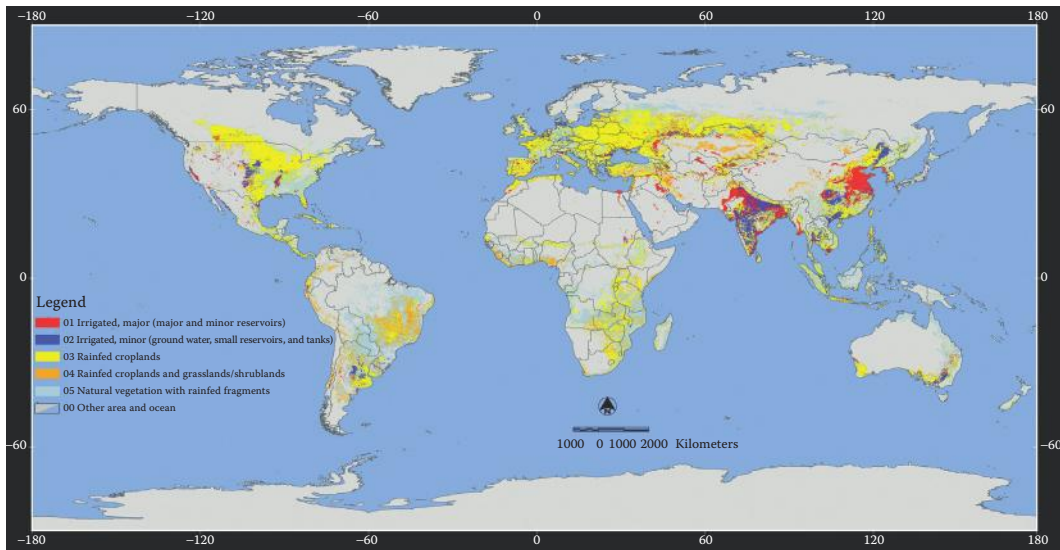 −180 −120 −60 0 60 120 180
60 60
0 0
Legend
01 Irrigated, major (major and minor reservoirs)
02 Irrigated, minor (ground water, small reservoirs, and tanks)
03 Rainfed croplands
04 Rainfed croplands and grasslands/shrublands
05 Natural vegetation with rainfed fragments
00 Other area and ocean
N
1000 0 1000 2000 Kilometers
−60 −60
−180 −120 −60 0 60 120 180